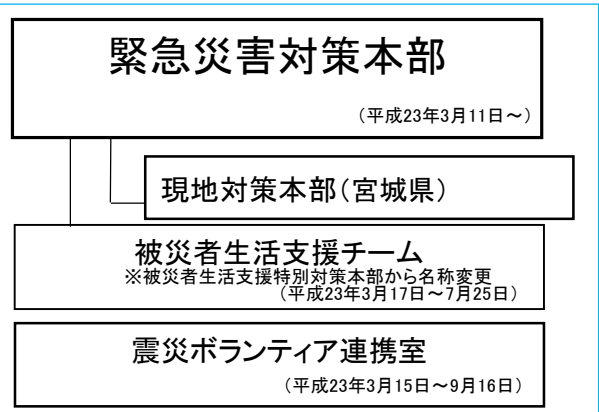 緊急災害対策本部
（平成23年3月11日～）
現地対策本部（宮城県）
被災者生活支援チーム
※被災者生活支援特別対策本部から名称変更
（平成23年3月17日～7月25日）
震災ボランティア連携室
（平成23年3月15日～9月16日）